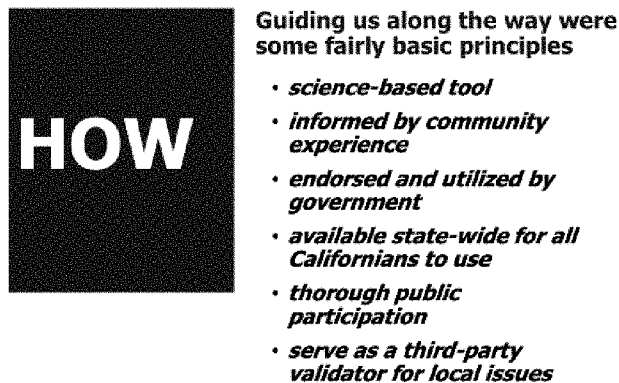 HOW
Guiding us along the way were
some fairly basic principles
• science-based tool
• informed by community
experience
• endorsed and utilized by
government
• available state-wide for all
Californians to use
• thorough public
participation
• serve as a third-party
validator for local issues